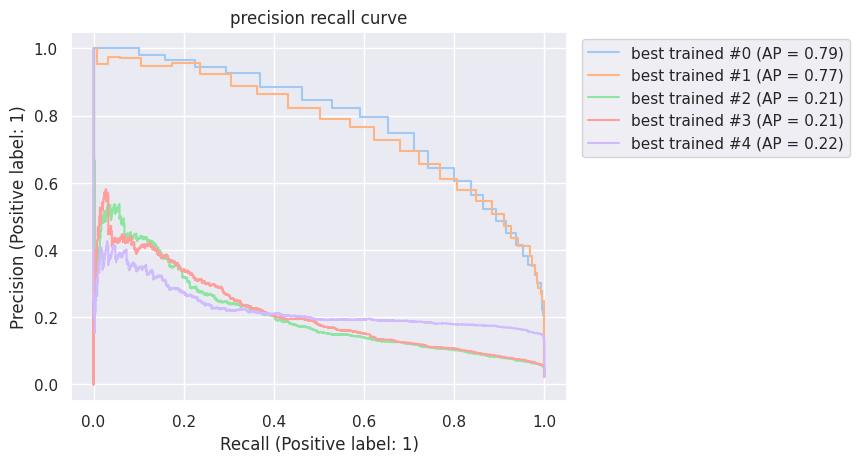 precision recall curve
best trained #0 (AP = 0.79)
best trained #1 (AP = 0.77)
best trained #2 (AP = 0.21)
best trained #3 (AP = 0.21)
best trained #4 (AP = 0.22)
Precision (Positive label: 1)
1.0
0.8
0.6
0.4
0.2
0.0
0.0 0.2 0.4 0.6 0.8 1.0
Recall (Positive label: 1)